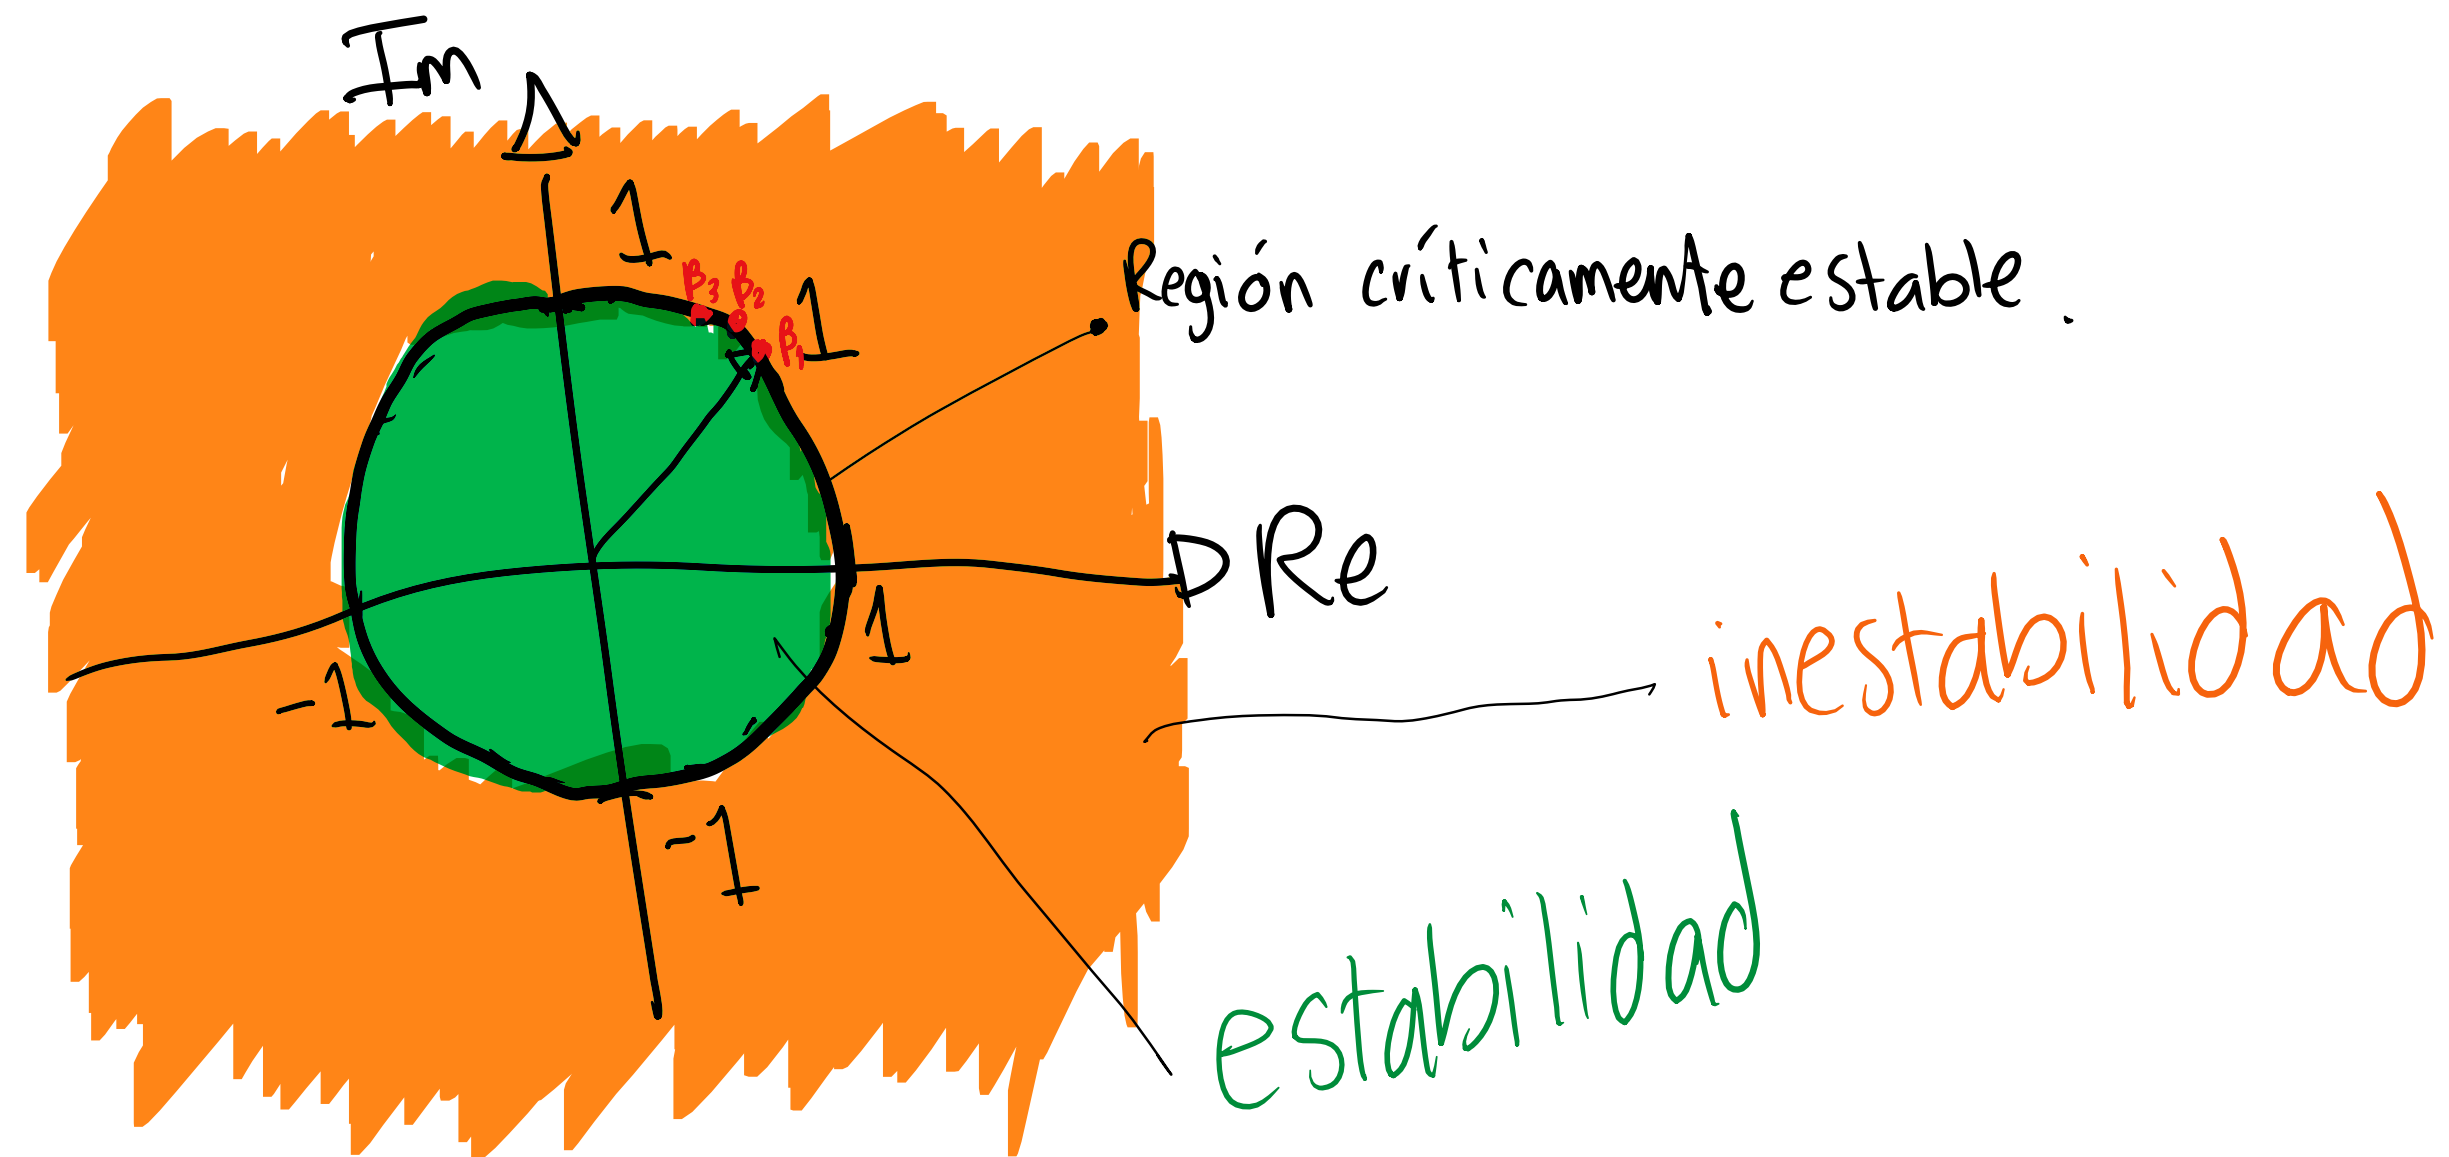 Im
1
β3 β2 1
β1
Región críticamente estable.
Re
1
-1
inestabilidad
-1
estabilidad